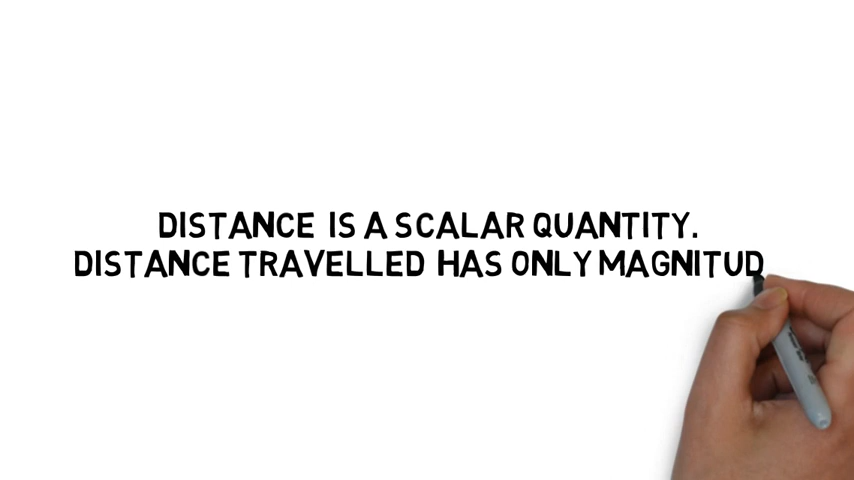 DISTANCE IS A SCALAR QUANTITY.
DISTANCE TRAVELLED HAS ONLY MAGNITUD